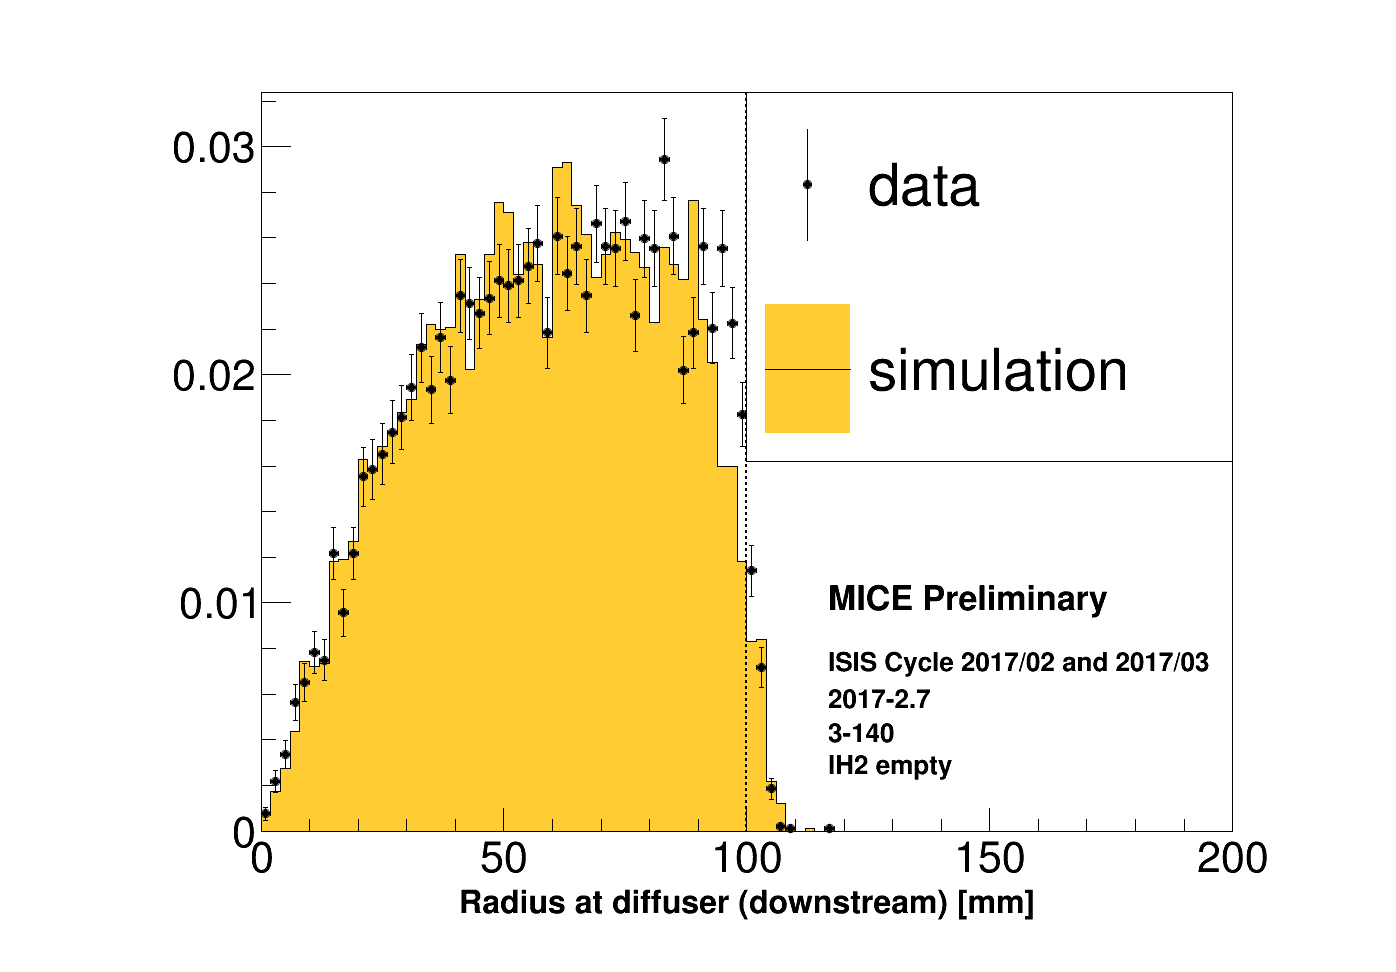 0.03
0.02
0.01
0
0 50 100 150 200
Radius at diffuser (downstream) [mm]
data
simulation
MICE Preliminary
ISIS Cycle 2017/02 and 2017/03
2017-2.7
3-140
IH2 empty